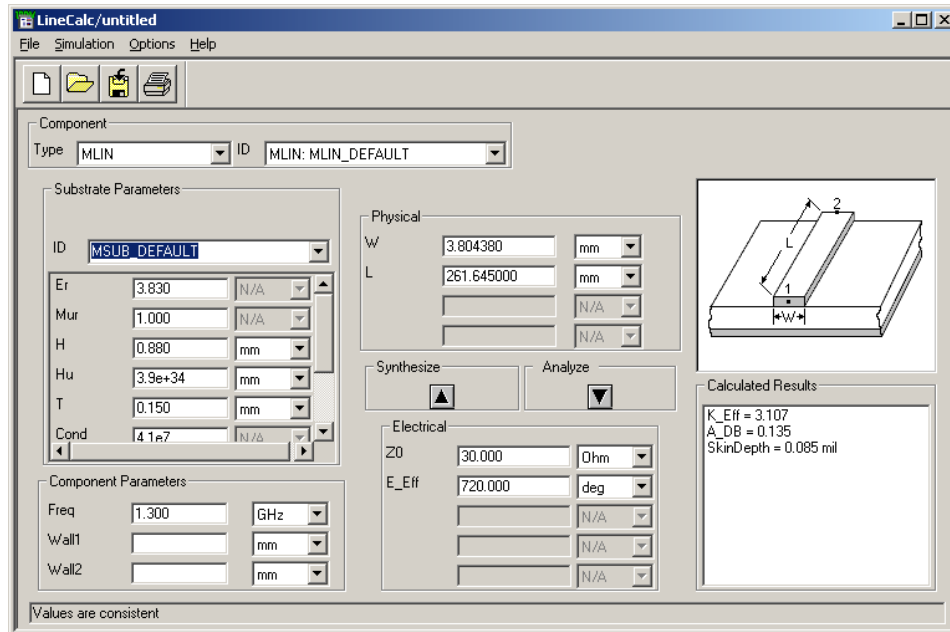 LineCalc/untitled
File Simulation Options Help
Component
Type MLIN ID MLIN: MLIN_DEFAULT
Substrate Parameters
ID MSUB_DEFAULT
Er 3.830 N/A
Mur 1.000 N/A
H 0.880 mm
Hu 3.9e+34 mm
T 0.150 mm
Cond 4.1e7 N/A
Component Parameters
Freq 1.300 GHz
Wall1 mm
Wall2 mm
Physical
W 3.804380 mm
L 261.645000 mm
N/A
N/A
Synthesize Analyze
Electrical
Z0 30.000 Ohm
E_Eff 720.000 deg
N/A
N/A
N/A
2
L
1
W
Calculated Results
K_Eff = 3.107
A_DB = 0.135
SkinDepth = 0.085 mil
Values are consistent